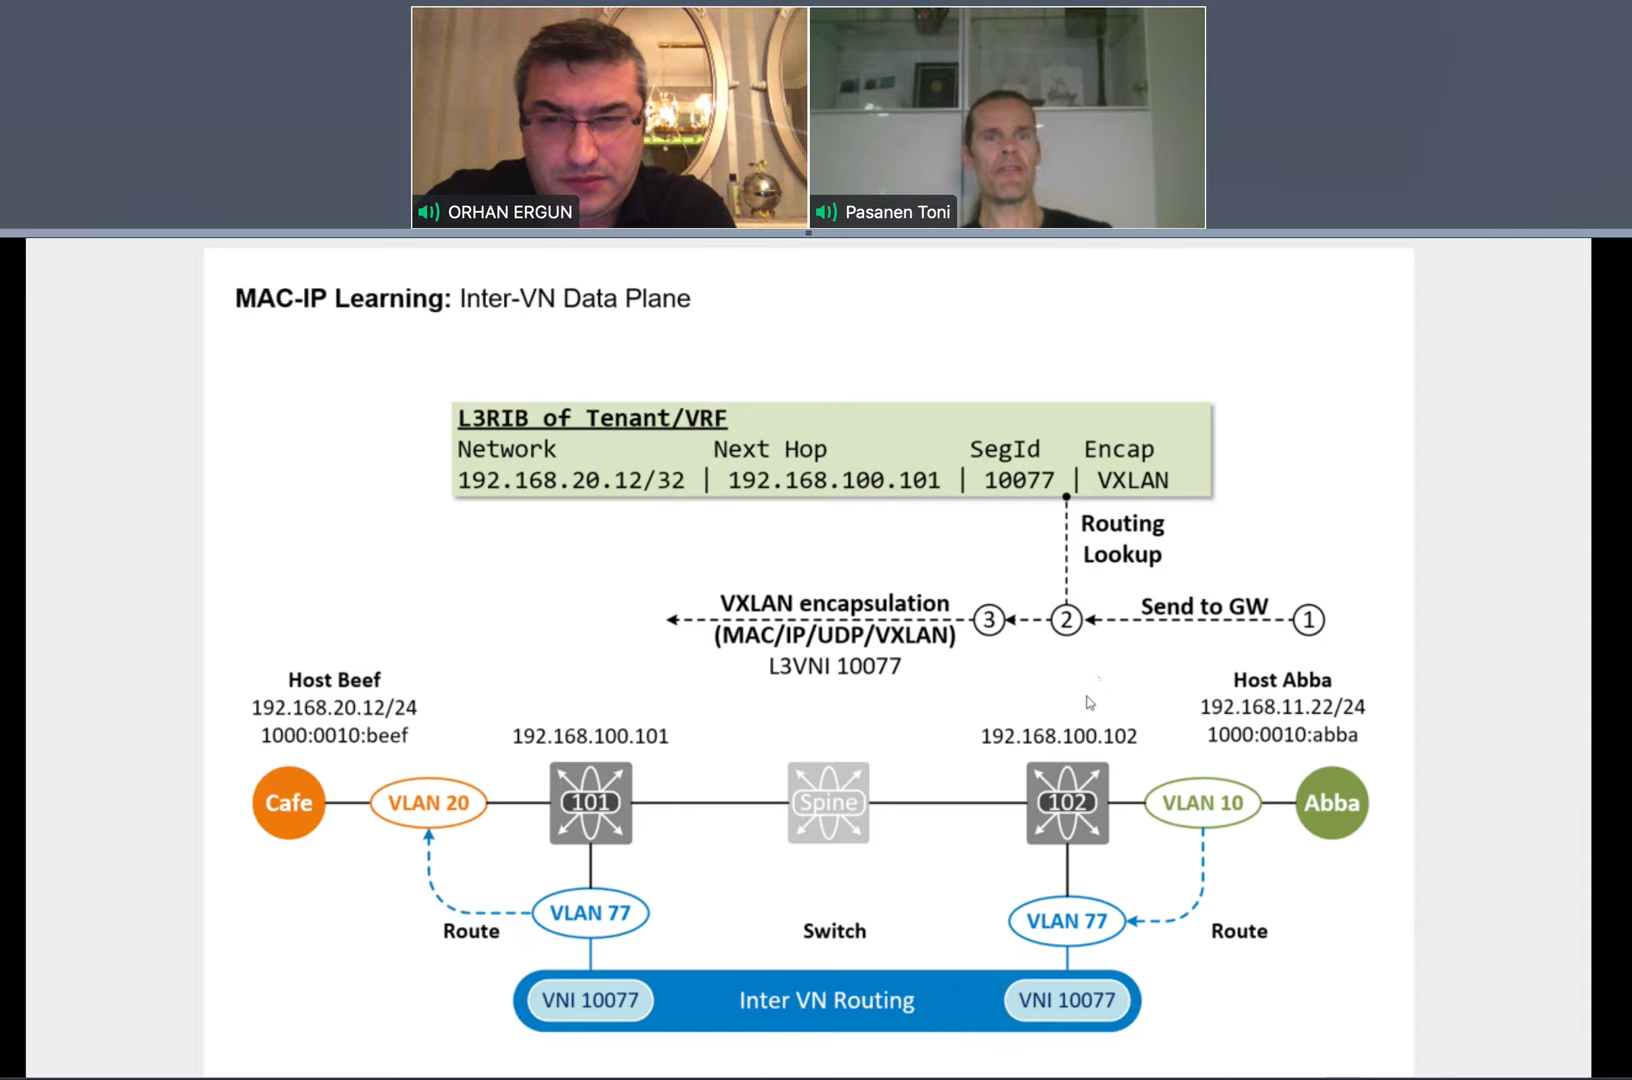 ORHAN ERGUN
Pasanen Toni
MAC-IP Learning: Inter-VN Data Plane
L3RIB of Tenant/VRF
Network Next Hop SegId Encap
192.168.20.12/32 | 192.168.100.101 | 10077 | VXLAN
Routing
Lookup
VXLAN encapsulation
(MAC/IP/UDP/VXLAN)
L3VNI 10077
3
2
Send to GW
1
Host Beef
192.168.20.12/24
1000:0010:beef
192.168.100.101
192.168.100.102
Host Abba
192.168.11.22/24
1000:0010:abba
Cafe
VLAN 20
101
Spine
102
VLAN 10
Abba
VLAN 77
VLAN 77
Route
Switch
Route
VNI 10077
Inter VN Routing
VNI 10077